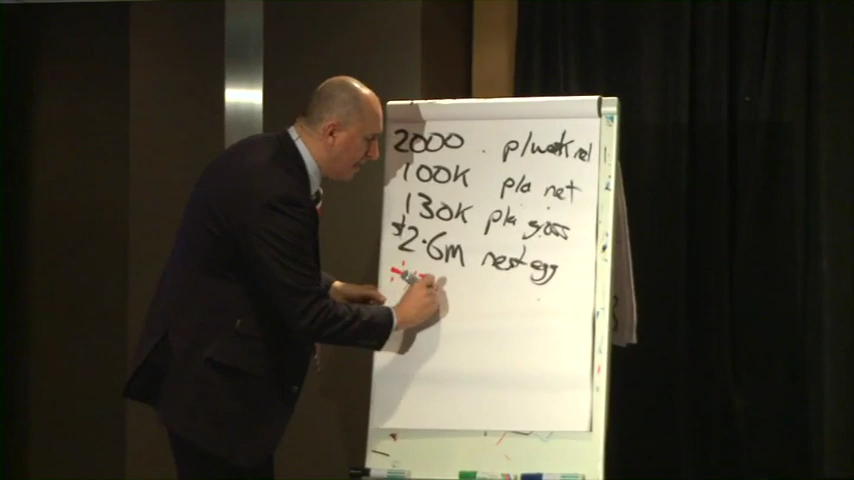 2000 p/week net
100K p/a net
130K p/a gross
$2.6m nest egg